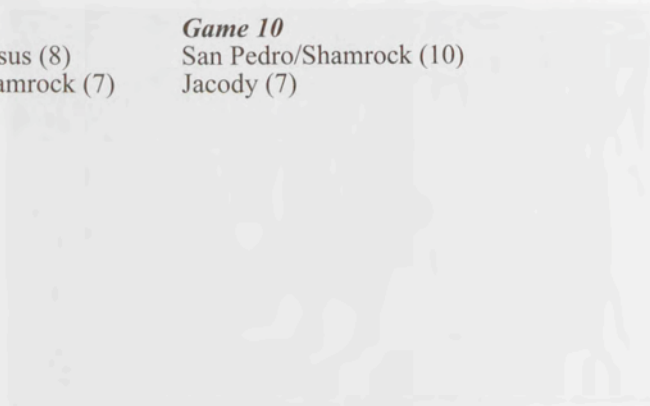 Game 10
sus (8)
San Pedro/Shamrock (10)
amrock (7)
Jacody (7)